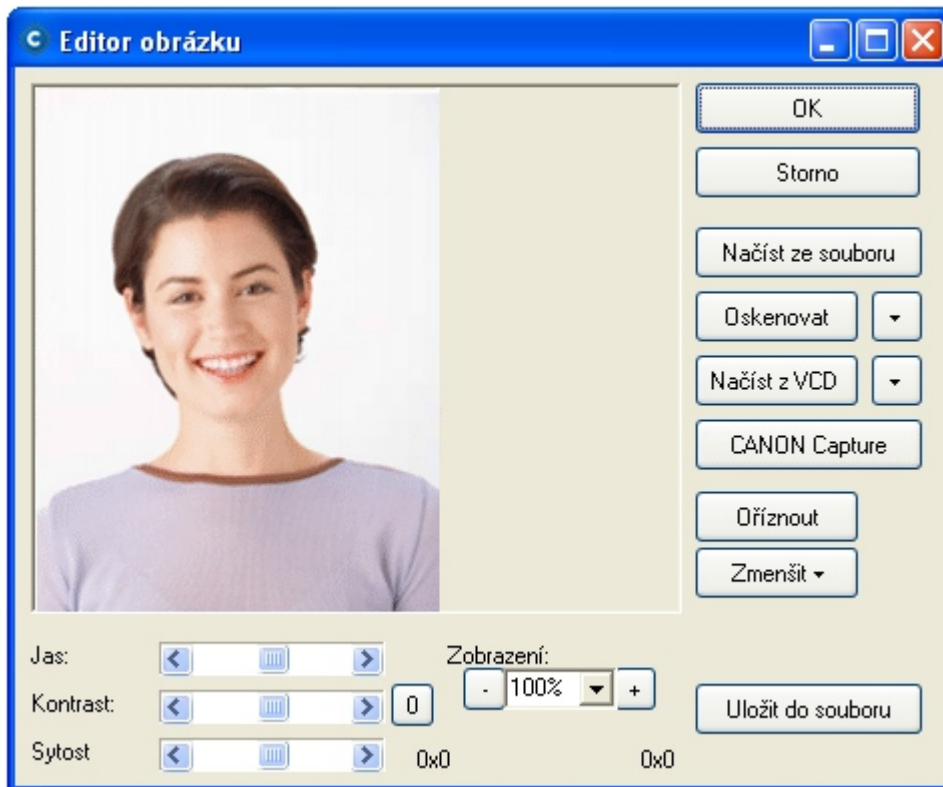 Editor obrázku
OK
Storno
Načíst ze souboru
Oskenovat
Načíst z VCD
CANON Capture
Oříznout
Zmenšit
Jas:
Zobrazení:
- 100% +
Kontrast:
0
Uložit do souboru
Sytost
0x0 0x0